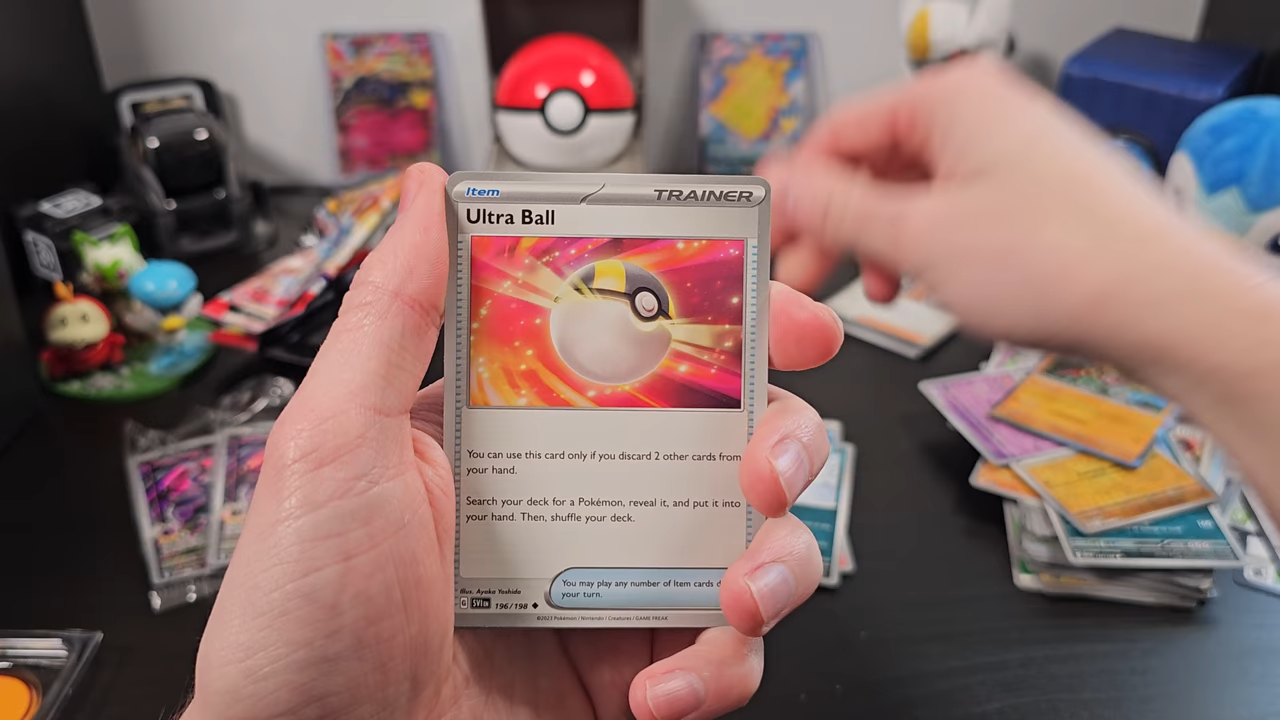 Item
TRAINER
Ultra Ball
You can use this card only if you discard 2 other cards from
your hand.
Search your deck for a Pokémon, reveal it, and put it into
your hand. Then, shuffle your deck.
Illus. Ayaka Yoshida
You may play any number of Item cards
your turn.
G SVI EN 196/198
©2023 Pokémon / Nintendo / Creatures / GAME FREAK